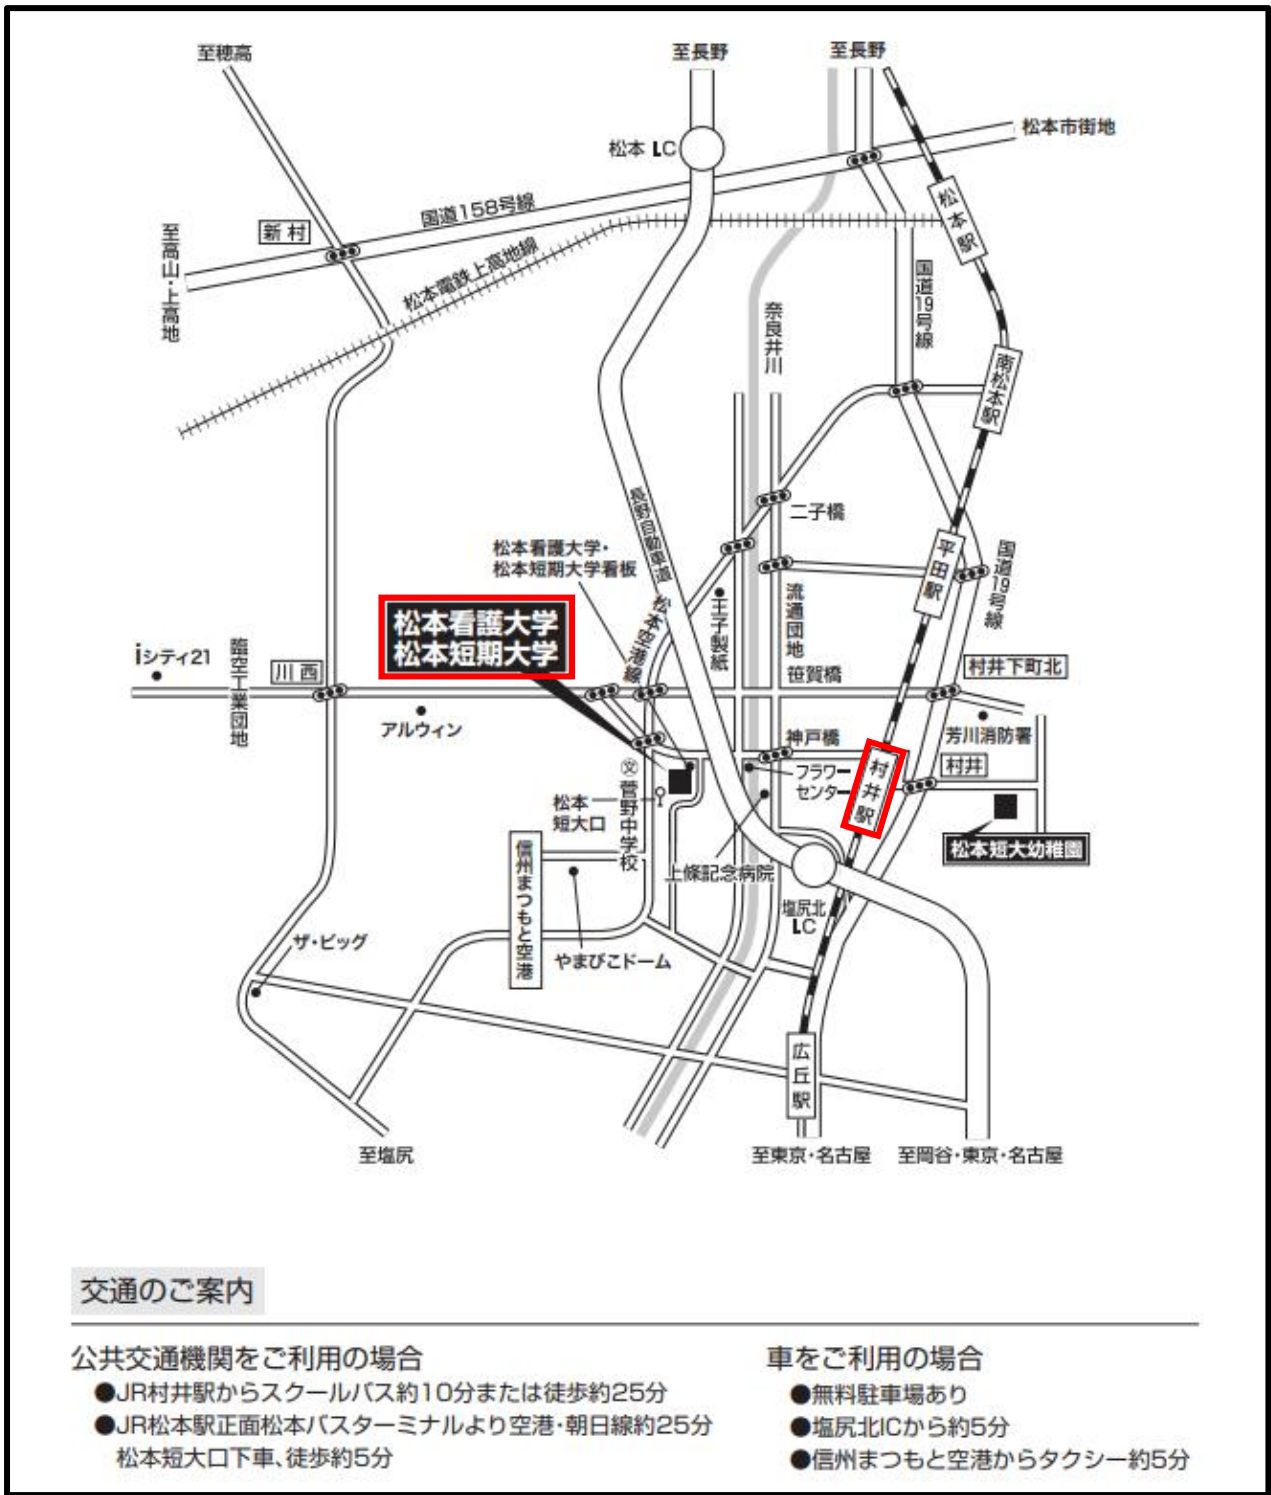 至穂高
至長野
至長野
松本 I.C
松本市街地
国道158号線
新村
至高山・上高地
松本電鉄上高地線
松本駅
国道19号線
奈良井川
南松本駅
長野自動車道
二子橋
松本看護大学・
松本短期大学看板
平田駅
国道19号線
松本看護大学
松本短期大学
松本空港線
王子製紙
流通団地
iシティ21
臨空工業団地
川西
笹賀橋
村井下町北
アルウィン
神戸橋
芳川消防署
村井
フラワー
センター
村井駅
文
菅野中学校
松本
短大口
松本短大幼稚園
信州まつもと空港
上條記念病院
塩尻北
I.C
ザ・ビッグ
やまびこドーム
広丘駅
至塩尻
至東京・名古屋
至岡谷・東京・名古屋
交通のご案内
公共交通機関をご利用の場合
●JR村井駅からスクールバス約10分または徒歩約25分
●JR松本駅正面松本バスターミナルより空港・朝日線約25分
松本短大口下車、徒歩約5分
車をご利用の場合
●無料駐車場あり
●塩尻北ICから約5分
●信州まつもと空港からタクシー約5分